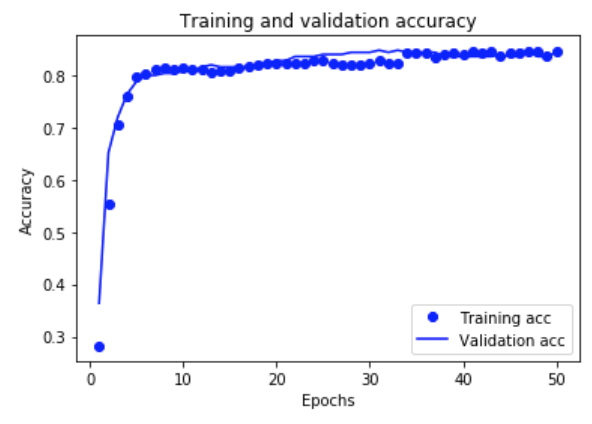 Training and validation accuracy
Accuracy
0.8
0.7
0.6
0.5
0.4
0.3
Training acc
Validation acc
0 10 20 30 40 50
Epochs